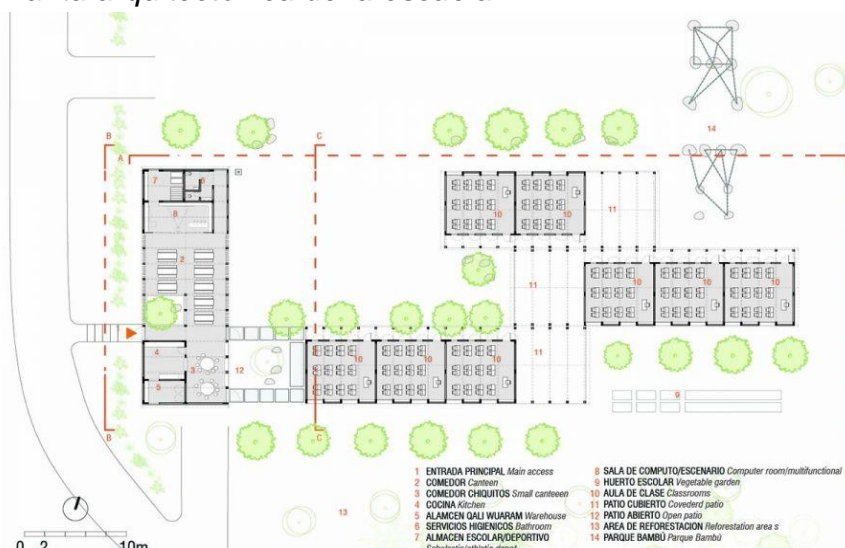 B
C
A
14
7
6
8
10
10
11
2
11
10
10
10
11
4
3
12
10
10
10
5
9
B
C
1 ENTRADA PRINCIPAL Main access
2 COMEDOR Canteen
3 COMEDOR CHIQUITOS Small canteeen
4 COCINA Kitchen
5 ALAMCEN QALI WUARAM Warehouse
6 SERVICIOS HIGIENICOS Bathroom
7 ALMACEN ESCOLAR/DEPORTIVO
8 SALA DE COMPUTO/ESCENARIO Computer room/multifunctional
9 HUERTO ESCOLAR Vegetable garden
10 AULA DE CLASE Classrooms
11 PATIO CUBIERTO Coverded patio
12 PATIO ABIERTO Open patio
13 AREA DE REFORESTACION Reforestation area s
14 PARQUE BAMBÚ Parque Bambú
13
0 2 10m